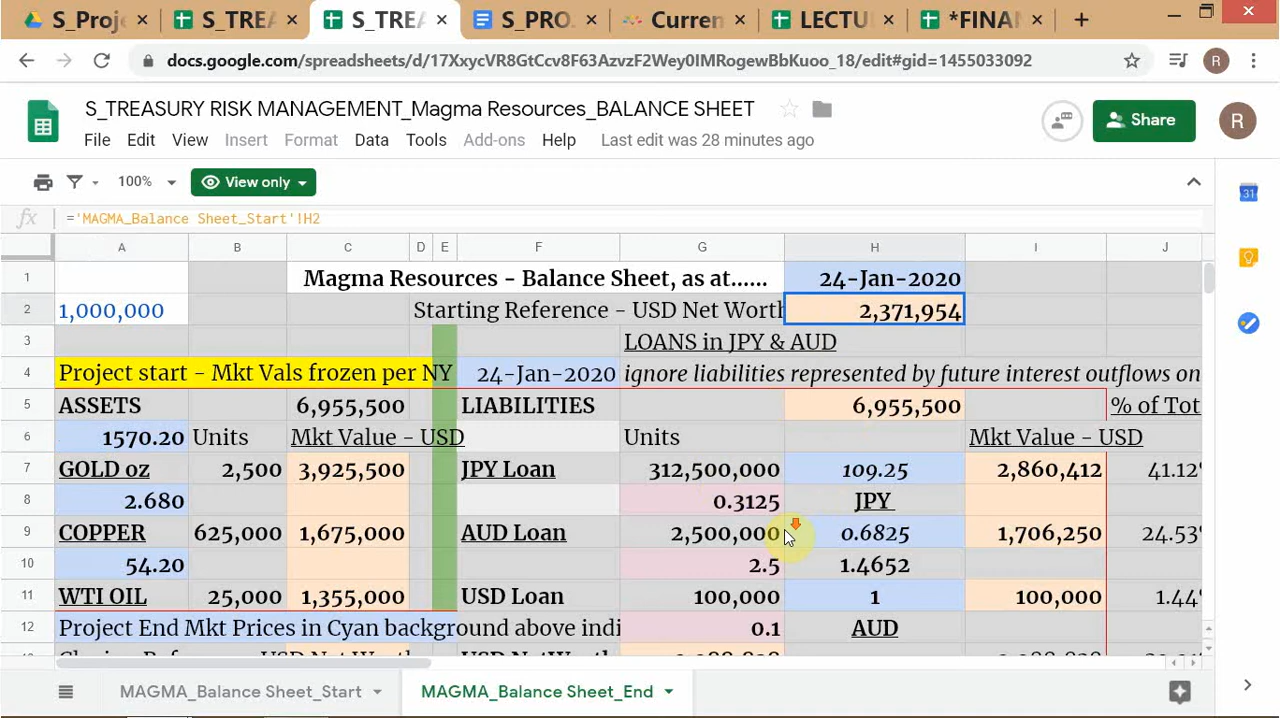 S_Proj × S_TREA × S_TREA × S_PRO. × Curren × LECTU × *FINA × +
docs.google.com/spreadsheets/d/17XxycVR8GtCcv8F63AzvzF2Wey0IMRogewBbKuoo_18/edit#gid=1455033092 R
S_TREASURY RISK MANAGEMENT_Magma Resources_BALANCE SHEET
File Edit View Insert Format Data Tools Add-ons Help Last edit was 28 minutes ago Share R
100% View only
fx ='MAGMA_Balance Sheet_Start'!H2
A B C D E F G H I J
1 Magma Resources - Balance Sheet, as at...... 24-Jan-2020
2 1,000,000 Starting Reference - USD Net Worth 2,371,954
3 LOANS in JPY & AUD
4 Project start - Mkt Vals frozen per NY 24-Jan-2020 ignore liabilities represented by future interest outflows on
5 ASSETS 6,955,500 LIABILITIES 6,955,500 % of Tot
6 1570.20 Units Mkt Value - USD Units Mkt Value - USD
7 GOLD oz 2,500 3,925,500 JPY Loan 312,500,000 109.25 2,860,412 41.12%
8 2.680 0.3125 JPY
9 COPPER 625,000 1,675,000 AUD Loan 2,500,000 0.6825 1,706,250 24.53%
10 54.20 2.5 1.4652
11 WTI OIL 25,000 1,355,000 USD Loan 100,000 1 100,000 1.44%
12 Project End Mkt Prices in Cyan background above indi 0.1 AUD
MAGMA_Balance Sheet_Start MAGMA_Balance Sheet_End
31